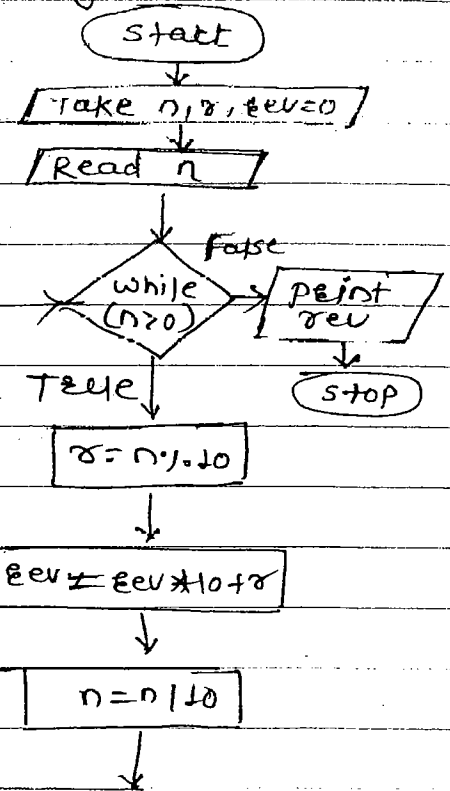 Start
Take n, r, rev=0
Read n
False
while
(n>0)
print
rev
True
stop
r = n % 10
rev = rev * 10 + r
n = n / 10